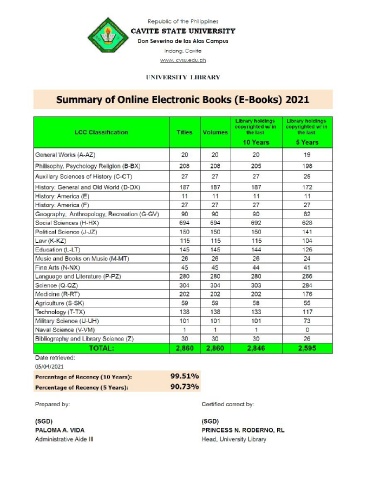 Republic of the Philippines
CAVITE STATE UNIVERSITY
Don Severino de las Alas Campus
Indang, Cavite
www.cvsu.edu.ph
UNIVERSITY LIBRARY
Summary of Online Electronic Books (E-Books) 2021
LCC Classification Titles Volumes Library holdings copyrighted w/in the last 10 Years Library holdings copyrighted w/in the last 5 Years
General Works (A-AZ) 20 20 20 19
Philisophy, Psychology Religion (B-BX) 208 208 205 198
Auxiliary Sciences of History (C-CT) 27 27 27 26
History: General and Old World (D-DX) 187 187 187 172
History: America (E) 11 11 11 11
History: America (F) 27 27 27 27
Geography, Anthropology, Recreation (G-GV) 90 90 90 82
Social Sciences (H-HX) 694 694 692 628
Political Science (J-JZ) 150 150 150 141
Law (K-KZ) 115 115 115 104
Education (L-LT) 145 145 144 126
Music and Books on Music (M-MT) 26 26 26 24
Fine Arts (N-NX) 45 45 44 41
Language and Literature (P-PZ) 280 280 280 266
Science (Q-QZ) 304 304 303 284
Medicine (R-RT) 202 202 202 176
Agriculture (S-SK) 59 59 58 55
Technology (T-TX) 138 138 133 117
Military Science (U-UH) 101 101 101 73
Naval Science (V-VM) 1 1 1 0
Bibliography and Library Science (Z) 30 30 30 26
TOTAL: 2,860 2,860 2,846 2,595
Date retrieved:
05/04/2021
Percentage of Recency (10 Years): 99.51%
Percentage of Recency (5 Years): 90.73%
Prepared by: Certified correct by:
(SGD) (SGD)
PALOMA A. VIDA PRINCESS N. RODERNO, RL
Administrative Aide III Head, University Library